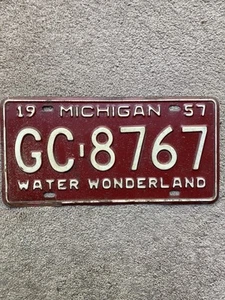 19 MICHIGAN 57
GC 8767
WATER WONDERLAND